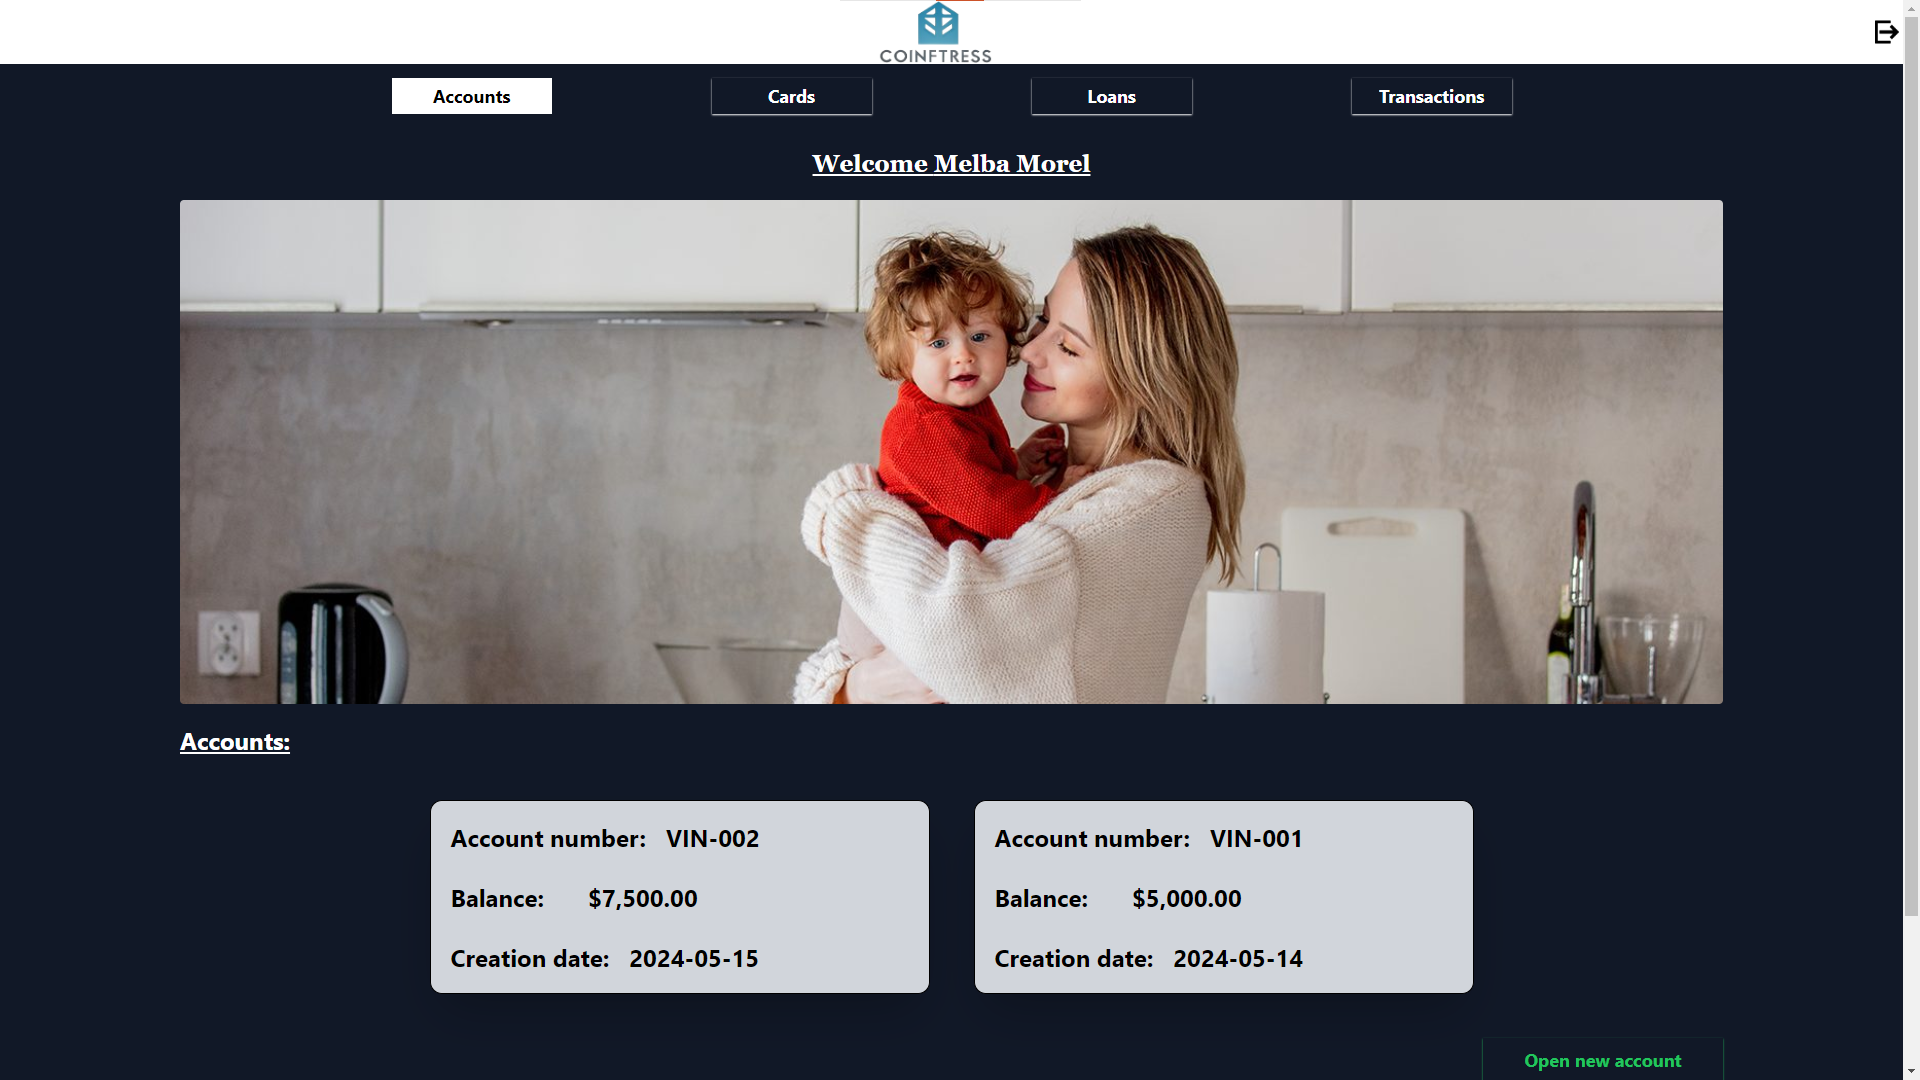 COINFTRESS
Accounts
Cards
Loans
Transactions
Welcome Melba Morel
Accounts:
Account number: VIN-002
Balance: $7,500.00
Creation date: 2024-05-15
Account number: VIN-001
Balance: $5,000.00
Creation date: 2024-05-14
Open new account